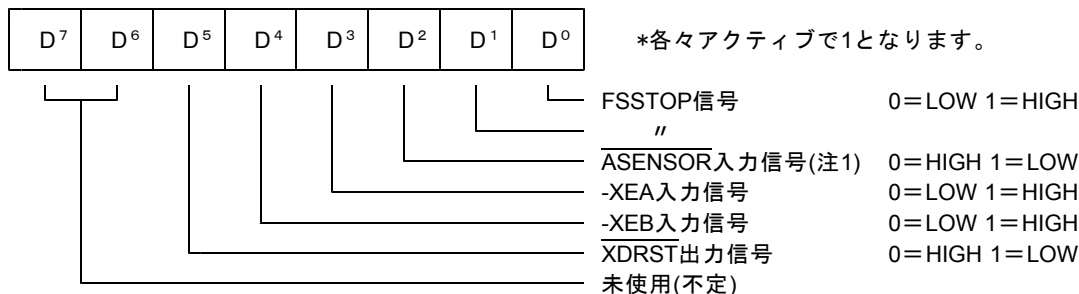 D⁷ D⁶ D⁵ D⁴ D³ D² D¹ D⁰ *各々アクティブで1となります。
FSSTOP信号 0=LOW 1=HIGH
〃
ASENSOR入力信号(注1) 0=HIGH 1=LOW
-XEA入力信号 0=LOW 1=HIGH
-XEB入力信号 0=LOW 1=HIGH
XDRST出力信号 0=HIGH 1=LOW
未使用(不定)